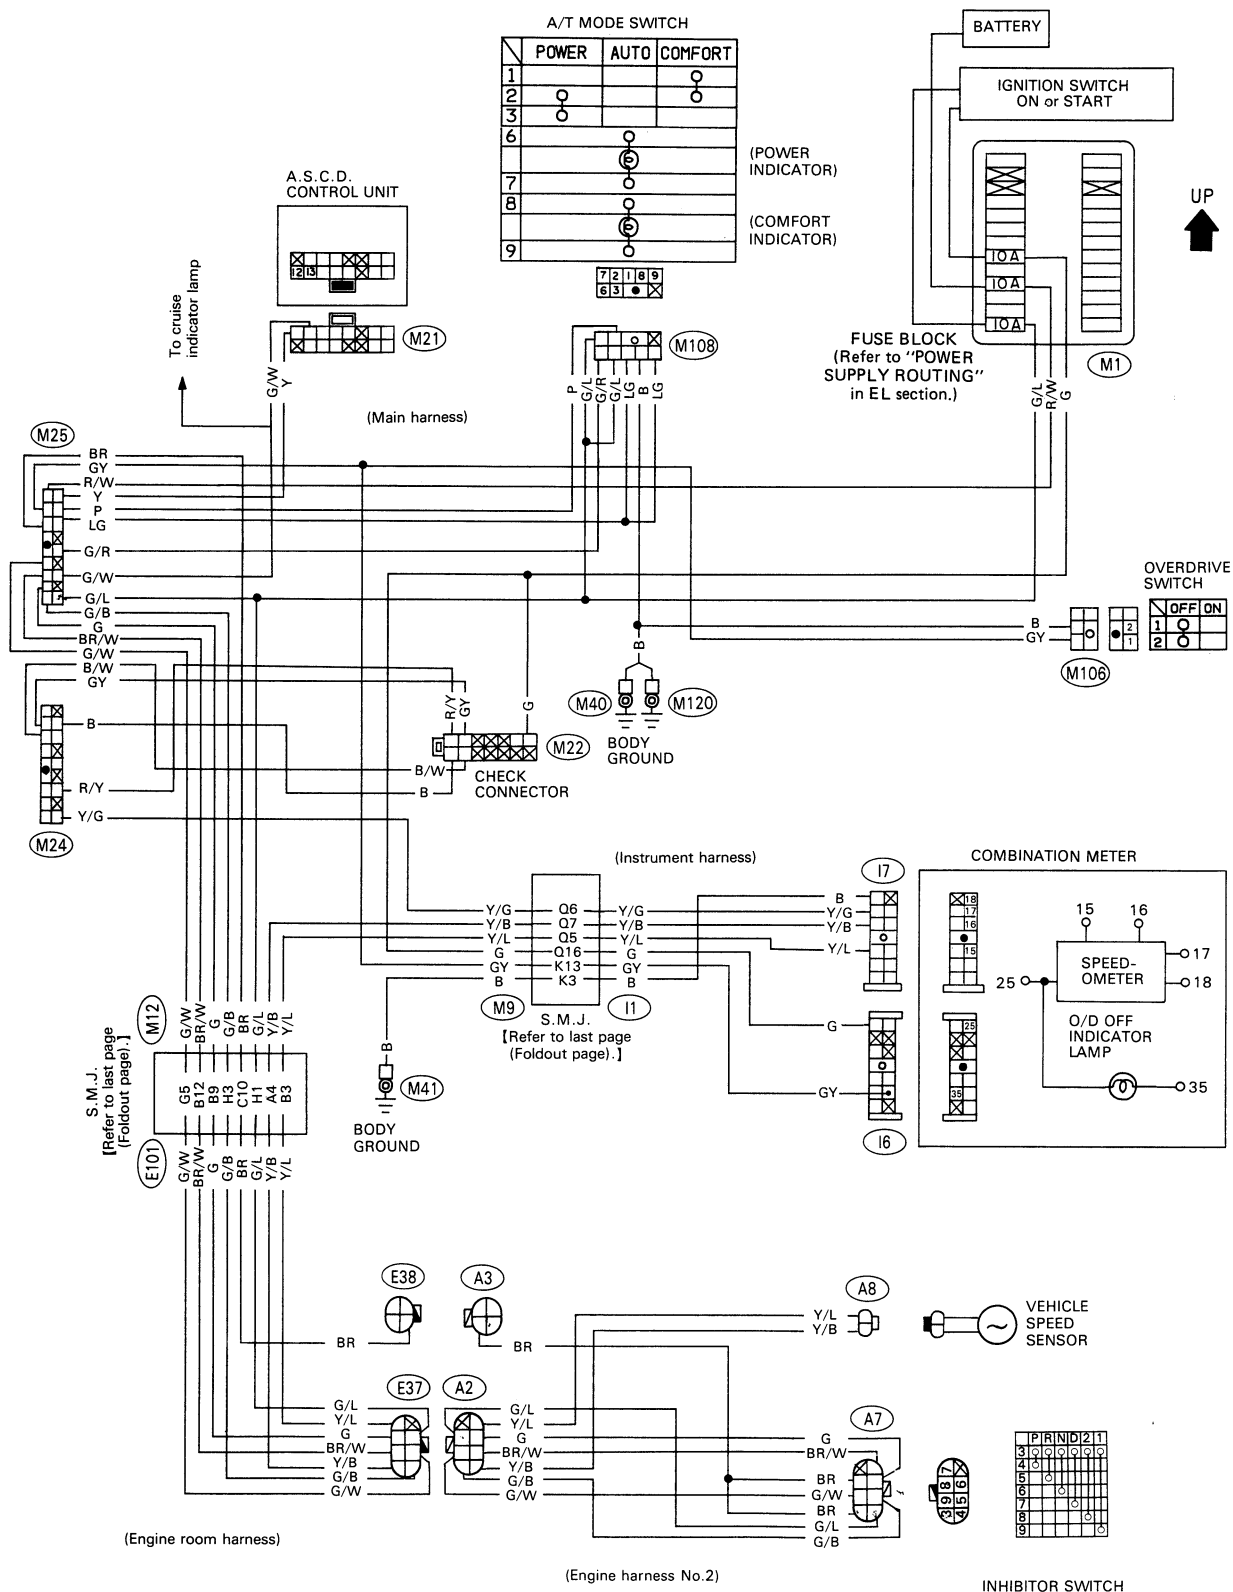 A/T MODE SWITCH
POWER AUTO COMFORT
1
2
3
6
7
8
9
(POWER
INDICATOR)
(COMFORT
INDICATOR)
7 2 1 8 9
6 3
BATTERY
IGNITION SWITCH
ON or START
10A
10A
10A
UP
FUSE BLOCK
(Refer to "POWER
SUPPLY ROUTING"
in EL section.)
M1
G/L
R/W
G
A.S.C.D.
CONTROL UNIT
12 13
M21
To cruise
indicator lamp
G/W
Y
(Main harness)
M108
P
G/L
G/R
G/L
LG
B
LG
M25
BR
GY
R/W
Y
P
LG
G/R
G/W
G/L
G/B
G
BR/W
G/W
B/W
GY
B
R/Y
Y/G
M24
OVERDRIVE
SWITCH
OFF ON
1
2
2
1
B
GY
M106
B
M40
M120
BODY
GROUND
R/Y
GY
G
M22
B/W
B
CHECK
CONNECTOR
(Instrument harness)
Y/G Q6 Y/G
Y/B Q7 Y/B
Y/L Q5 Y/L
G Q16 G
GY K13 GY
B K3 B
M9
I1
S.M.J.
[Refer to last page
(Foldout page).]
B
M41
BODY
GROUND
I7
B
Y/G
Y/B
Y/L
G
GY
I6
COMBINATION METER
18
17
16
15
25
35
15
16
17
18
25
SPEED-
OMETER
O/D OFF
INDICATOR
LAMP
35
M12
G/W
BR/W
G
G/B
BR
G/L
Y/B
Y/L
S.M.J.
[Refer to last page
(Foldout page).]
G5
B12
B9
H3
C10
H1
A4
B3
E101
G/W
BR/W
G
G/B
BR
G/L
Y/B
Y/L
E38
A3
BR
BR
E37
A2
G/L
Y/L
G
BR/W
Y/B
G/B
G/W
G/L
Y/L
G
BR/W
Y/B
G/B
G/W
A8
Y/L
Y/B
VEHICLE
SPEED
SENSOR
A7
G
BR/W
BR
G/W
BR
G/L
G/B
7
8 6
9 5
3 4
P R N D 2 1
3
4
5
6
7
8
9
INHIBITOR SWITCH
(Engine room harness)
(Engine harness No.2)